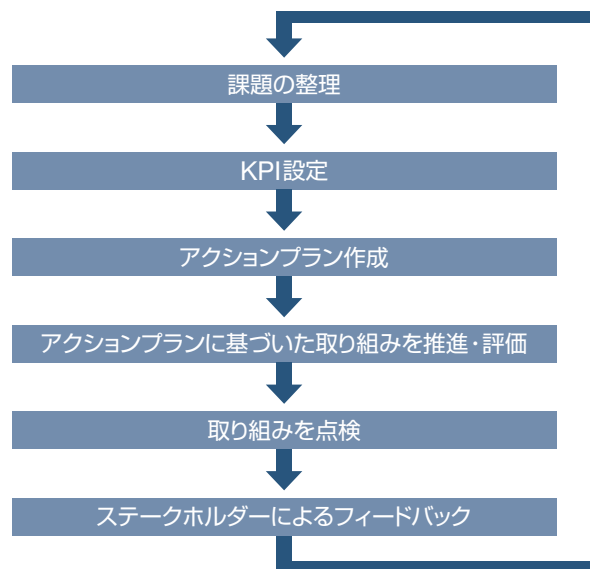 課題の整理
KPI設定
アクションプラン作成
アクションプランに基づいた取り組みを推進・評価
取り組みを点検
ステークホルダーによるフィードバック